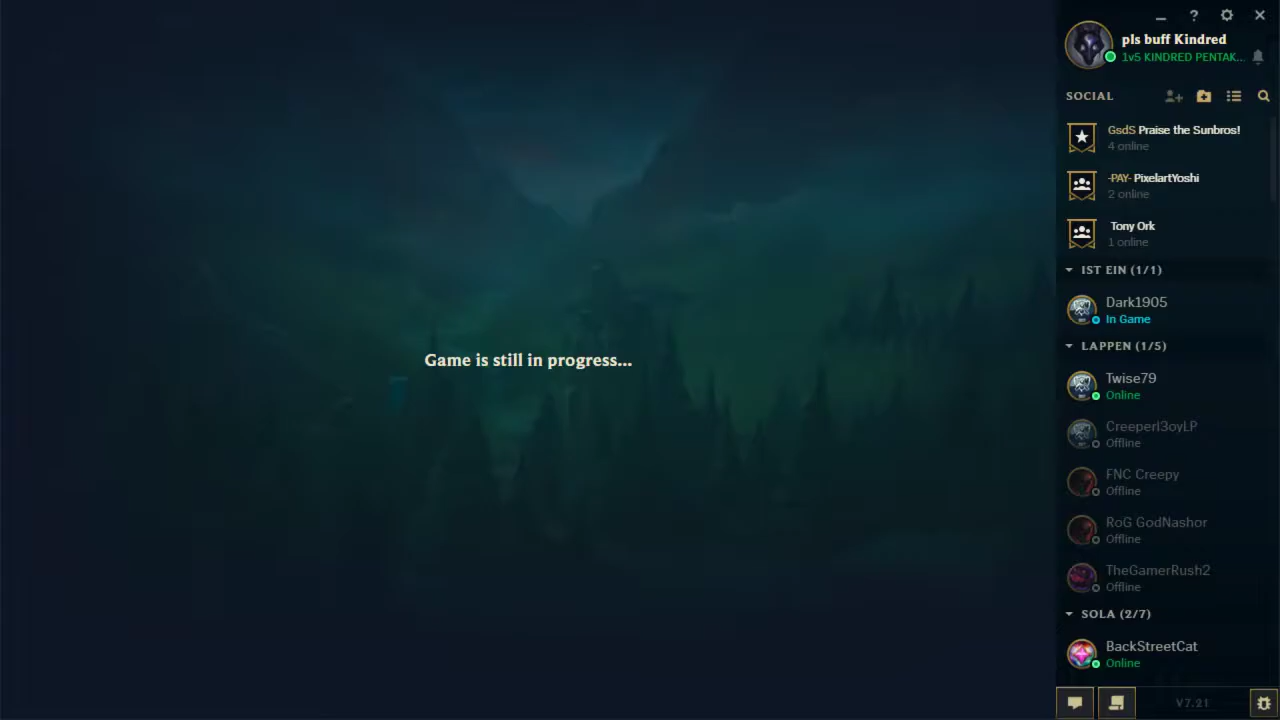 pls buff Kindred
1v5 KINDRED PENTAK...
SOCIAL
GsdS Praise the Sunbros!
4 online
-PAY- PixelartYoshi
2 online
Tony Ork
1 online
IST EIN (1/1)
Dark1905
In Game
Game is still in progress...
LAPPEN (1/5)
Twise79
Online
Creeperl3oyLP
Offline
FNC Creepy
Offline
RoG GodNashor
Offline
TheGamerRush2
Offline
SOLA (2/7)
BackStreetCat
Online
V7.21